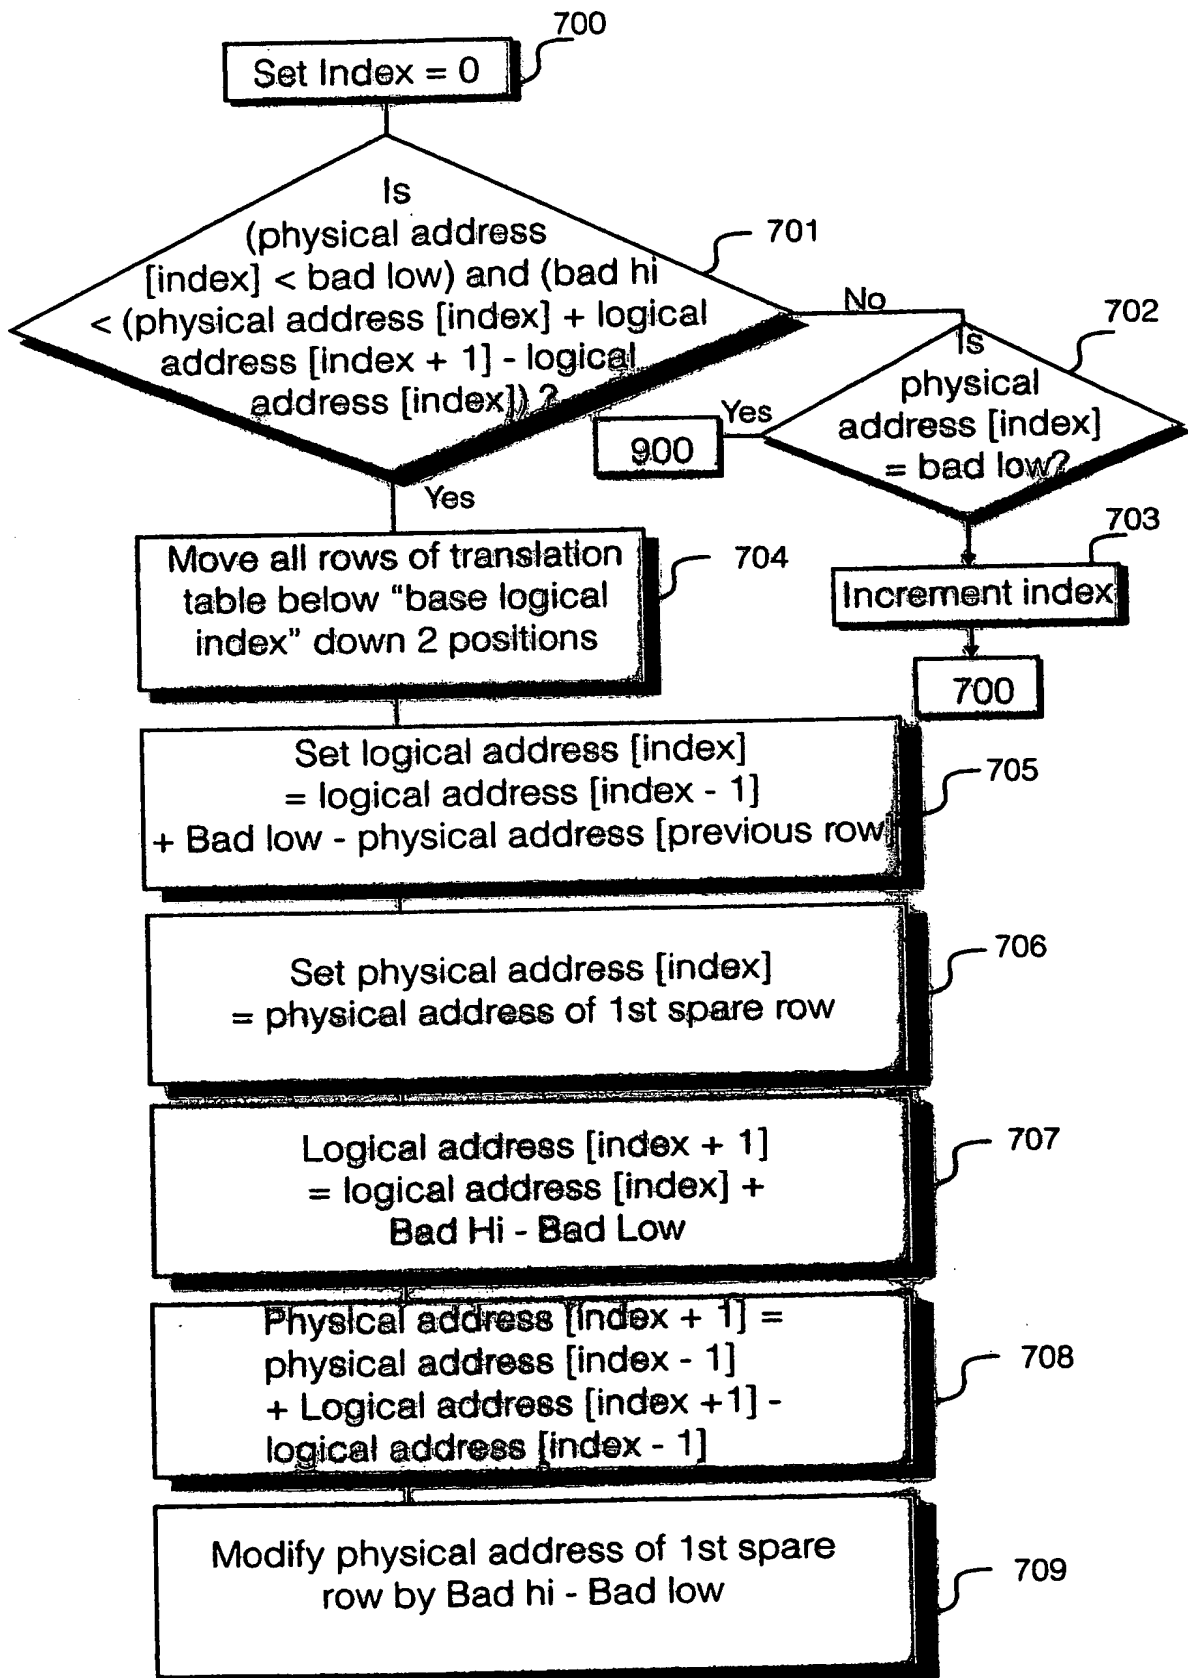 700
Set Index = 0
Is
(physical address
[index] < bad low) and (bad hi
< (physical address [index] + logical
address [index + 1] - logical
address [index]) ?
701
No
702
Is
physical
address [index]
= bad low?
Yes
900
Yes
703
Increment index
700
Move all rows of translation
table below "base logical
index" down 2 positions
704
Set logical address [index]
= logical address [index - 1]
+ Bad low - physical address [previous row]
705
Set physical address [index]
= physical address of 1st spare row
706
Logical address [index + 1]
= logical address [index] +
Bad Hi - Bad Low
707
Physical address [index + 1] =
physical address [index - 1]
+ Logical address [index +1] -
logical address [index - 1]
708
Modify physical address of 1st spare
row by Bad hi - Bad low
709